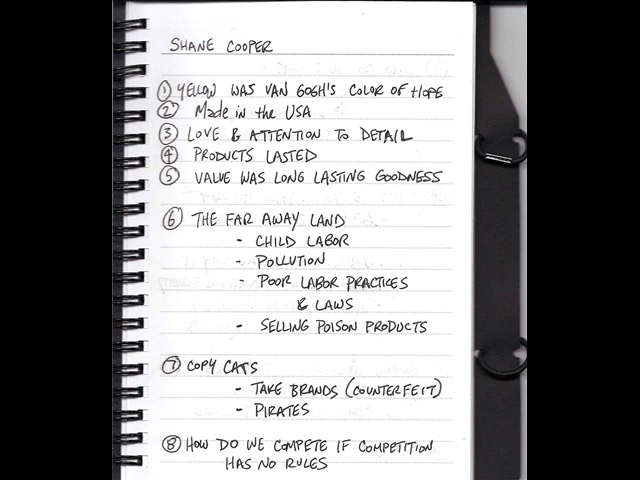 SHANE COOPER
① YELLOW WAS VAN GOGH'S COLOR OF HOPE
② Made in the USA
③ LOVE & ATTENTION TO DETAIL
④ PRODUCTS LASTED
⑤ VALUE WAS LONG LASTING GOODNESS
⑥ THE FAR AWAY LAND
- CHILD LABOR
- POLLUTION
- POOR LABOR PRACTICES
& LAWS
- SELLING POISON PRODUCTS
⑦ COPY CATS
- TAKE BRANDS (COUNTERFEIT)
- PIRATES
⑧ HOW DO WE COMPETE IF COMPETITION
HAS NO RULES